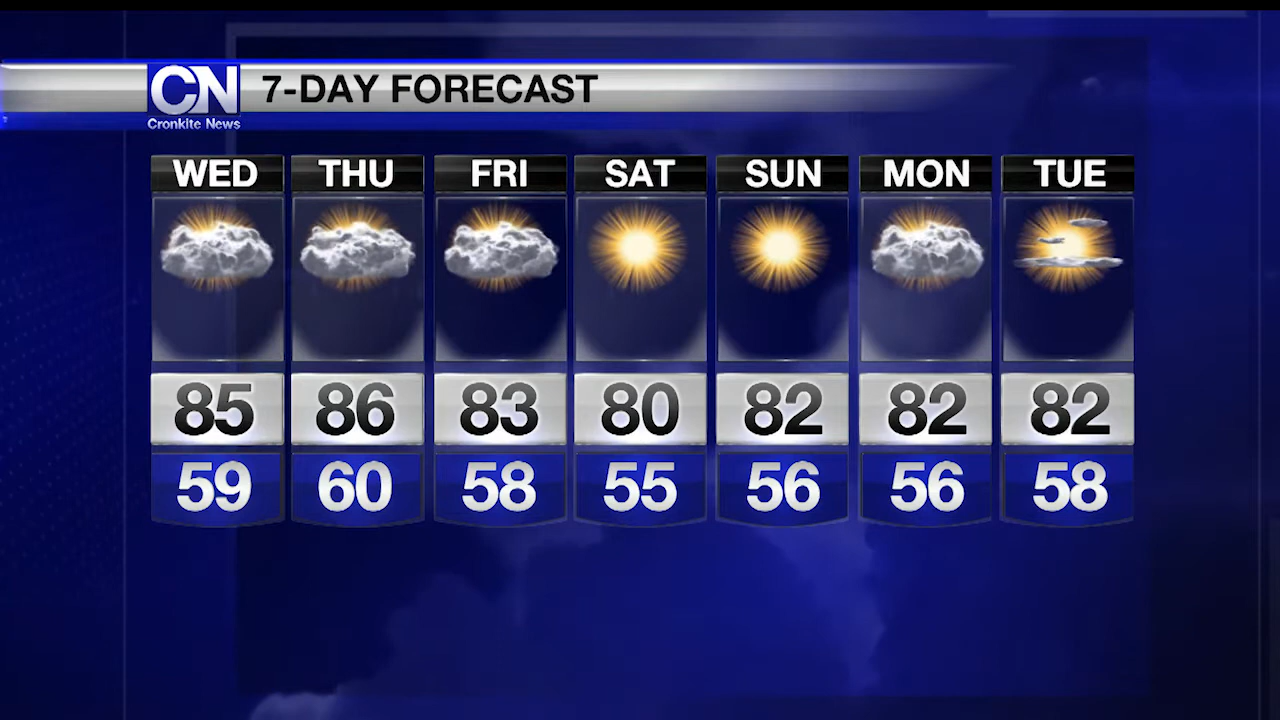 CN 7-DAY FORECAST
Cronkite News
WED THU FRI SAT SUN MON TUE
85 86 83 80 82 82 82
59 60 58 55 56 56 58